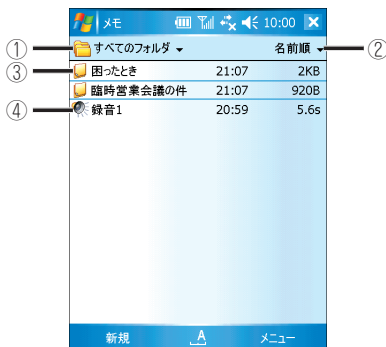 メモ 10:00
① すべてのフォルダ 名前順 ②
③ 困ったとき 21:07 2KB
臨時営業会議の件 21:07 920B
④ 録音1 20:59 5.6s
新規 A メニュー